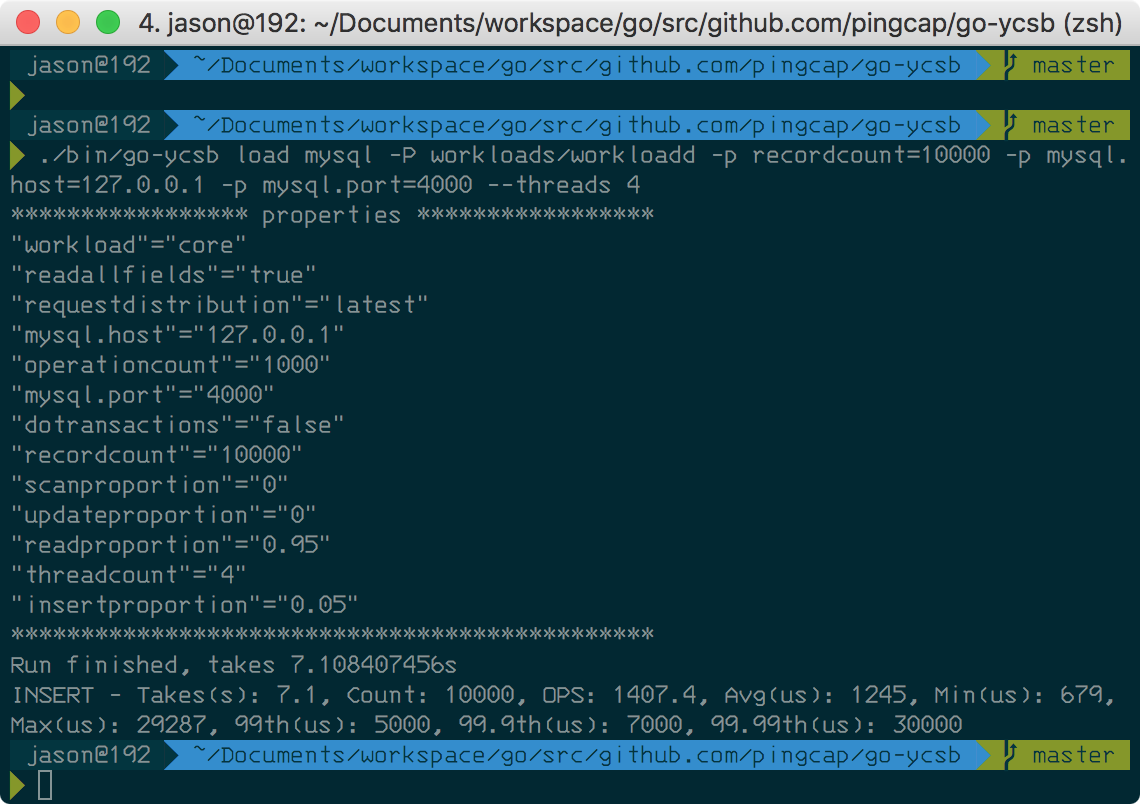 4. jason@192: ~/Documents/workspace/go/src/github.com/pingcap/go-ycsb (zsh)
jason@192 ~/Documents/workspace/go/src/github.com/pingcap/go-ycsb master
jason@192 ~/Documents/workspace/go/src/github.com/pingcap/go-ycsb master
./bin/go-ycsb load mysql -P workloads/workloadd -p recordcount=10000 -p mysql.
host=127.0.0.1 -p mysql.port=4000 --threads 4
***************** properties *****************
"workload"="core"
"readallfields"="true"
"requestdistribution"="latest"
"mysql.host"="127.0.0.1"
"operationcount"="1000"
"mysql.port"="4000"
"dotransactions"="false"
"recordcount"="10000"
"scanproportion"="0"
"updateproportion"="0"
"readproportion"="0.95"
"threadcount"="4"
"insertproportion"="0.05"
**********************************************
Run finished, takes 7.108407456s
INSERT - Takes(s): 7.1, Count: 10000, OPS: 1407.4, Avg(us): 1245, Min(us): 679,
Max(us): 29287, 99th(us): 5000, 99.9th(us): 7000, 99.99th(us): 30000
jason@192 ~/Documents/workspace/go/src/github.com/pingcap/go-ycsb master